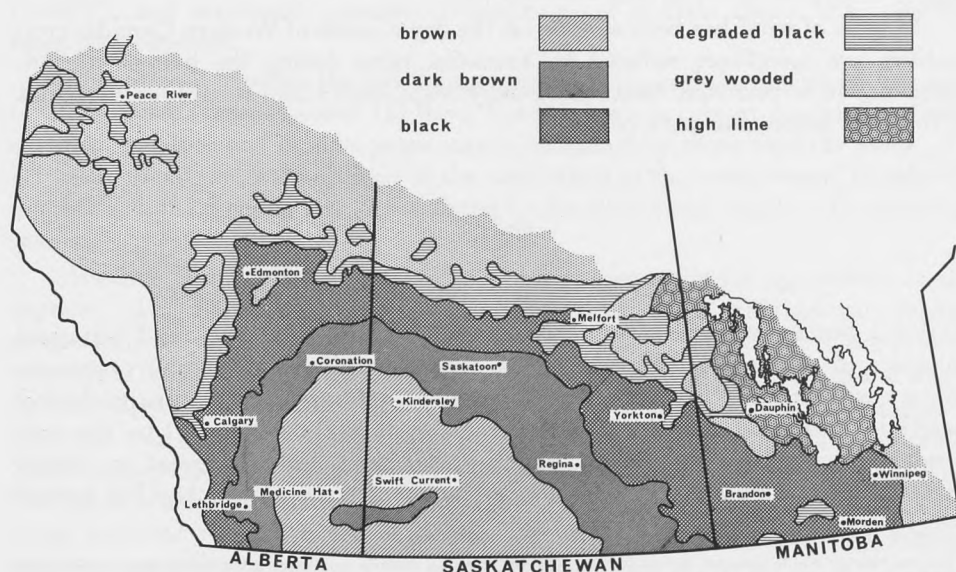 brown
dark brown
black
degraded black
grey wooded
high lime
Peace River
Edmonton
Melfort
Coronation
Saskatoon
Kindersley
Calgary
Yorkton
Dauphin
Regina
Winnipeg
Medicine Hat
Swift Current
Brandon
Lethbridge
Morden
ALBERTA
SASKATCHEWAN
MANITOBA